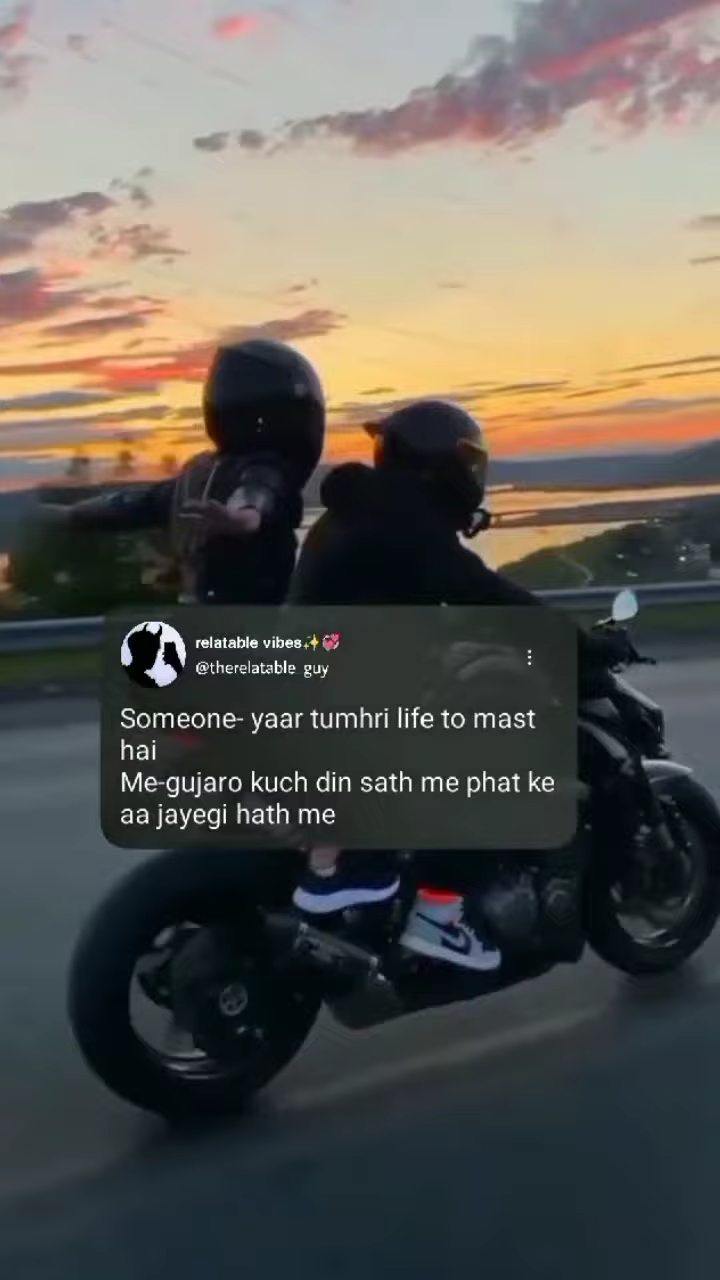 relatable vibes✨💞
@therelatable_guy
Someone- yaar tumhri life to mast
hai
Me-gujaro kuch din sath me phat ke
aa jayegi hath me